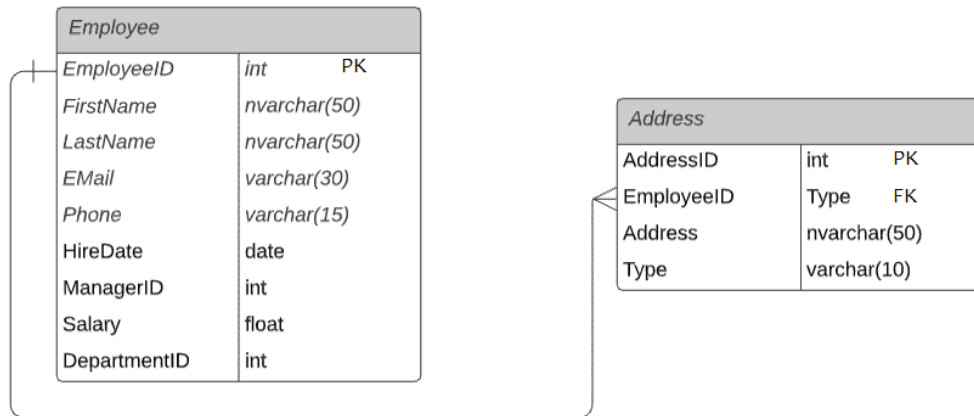 Employee
EmployeeID int PK
FirstName nvarchar(50)
LastName nvarchar(50)
EMail varchar(30)
Phone varchar(15)
HireDate date
ManagerID int
Salary float
DepartmentID int
Address
AddressID int PK
EmployeeID Type FK
Address nvarchar(50)
Type varchar(10)